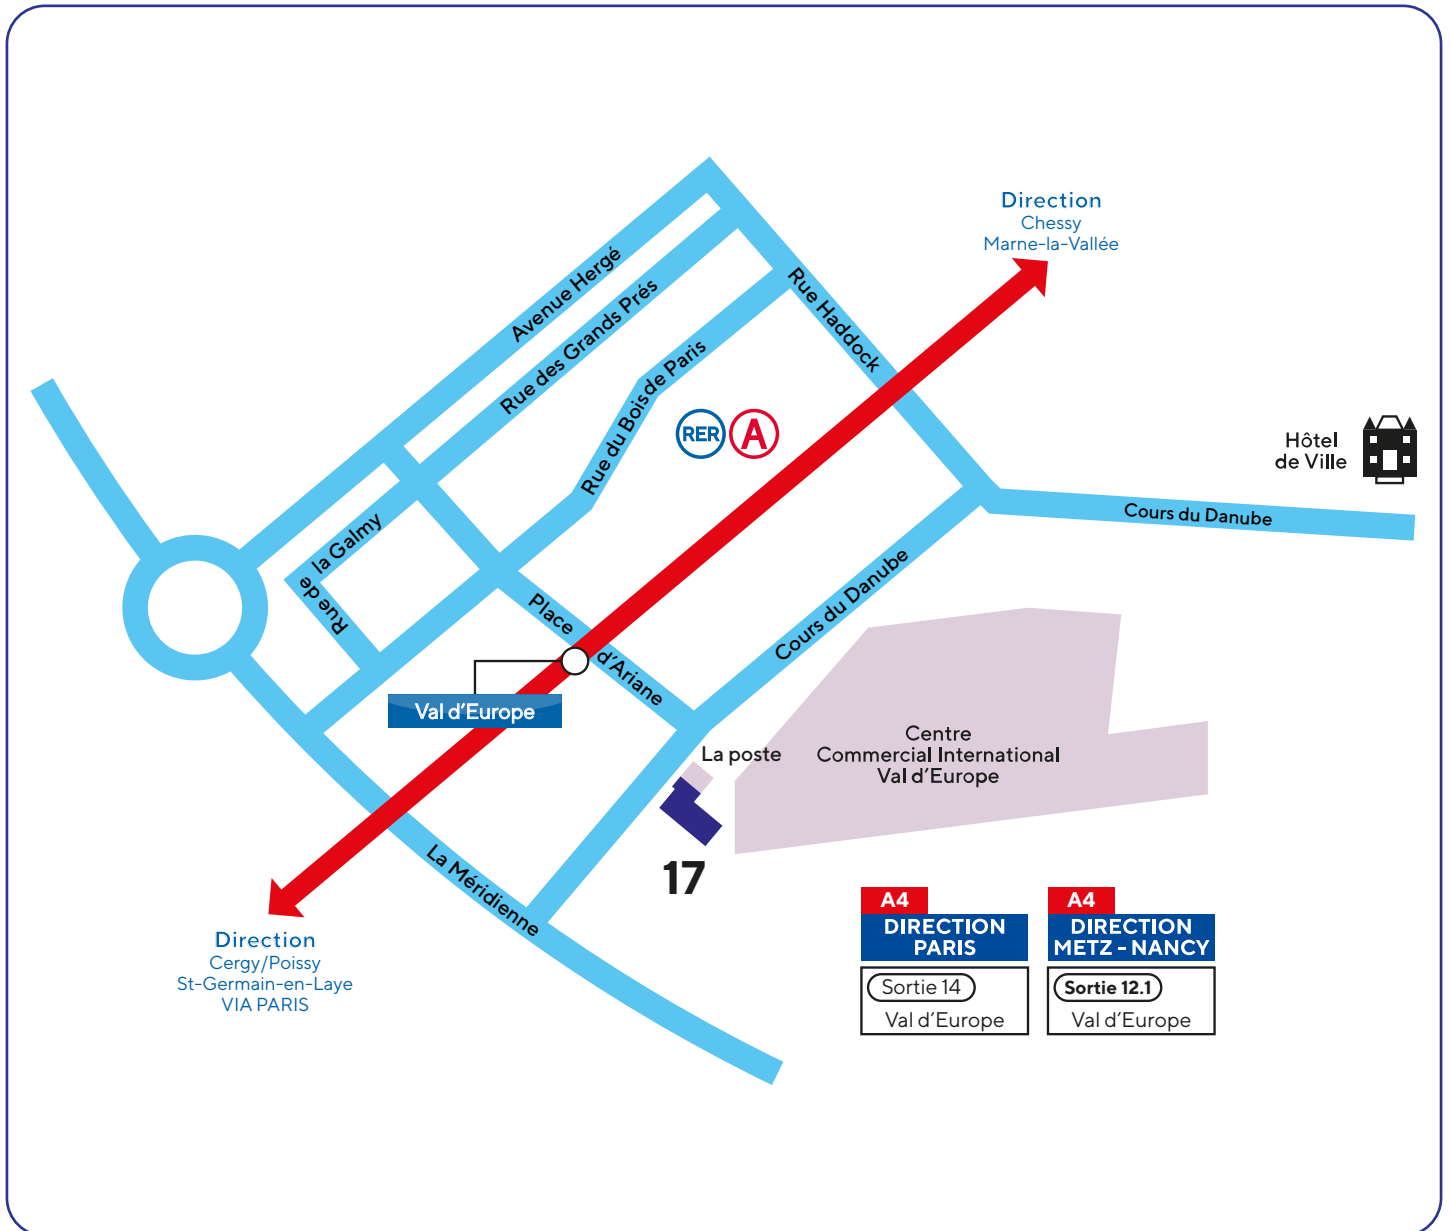 Direction
Chessy
Marne-la-Vallée
Avenue Hergé
Rue des Grands Prés
Rue Haddock
Rue du Bois de Paris
RER A
Hôtel
de Ville
Cours du Danube
Rue de la Galmy
Place d'Ariane
Cours du Danube
Val d'Europe
La poste
Centre
Commercial International
Val d'Europe
17
La Méridienne
Direction
Cergy/Poissy
St-Germain-en-Laye
VIA PARIS
A4
DIRECTION
PARIS
Sortie 14
Val d'Europe
A4
DIRECTION
METZ - NANCY
Sortie 12.1
Val d'Europe